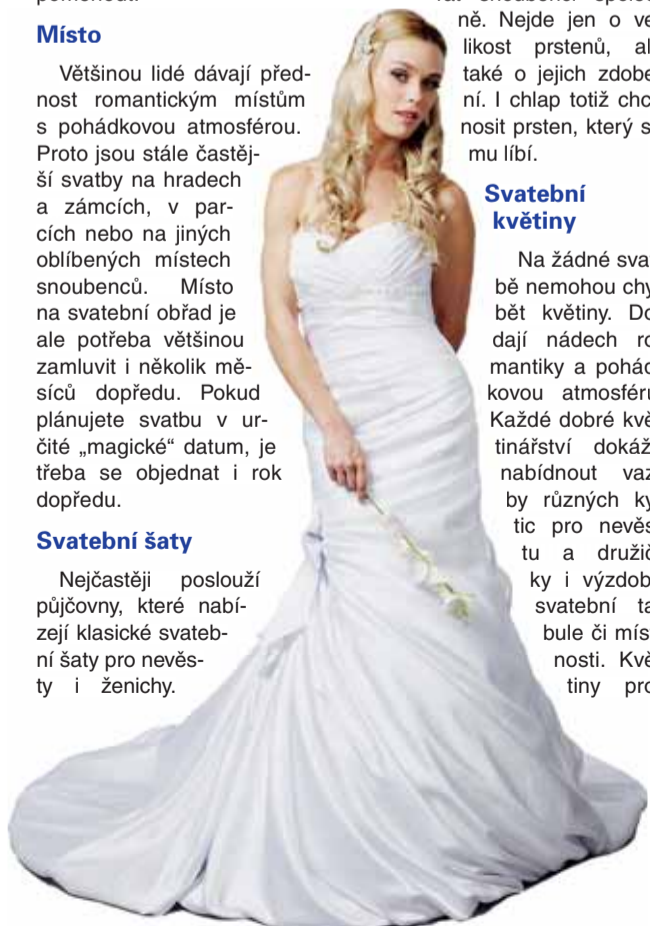 Místo
Většinou lidé dávají před-
nost romantickým místům
s pohádkovou atmosférou.
Proto jsou stále častěj-
ší svatby na hradech
a zámcích, v par-
cích nebo na jiných
oblíbených místech
snoubenců. Místo
na svatební obřad je
ale potřeba většinou
zamluvit i několik mě-
síců dopředu. Pokud
plánujete svatbu v ur-
čité „magické“ datum, je
třeba se objednat i rok
dopředu.
Svatební šaty
Nejčastěji poslouží
půjčovny, které nabí-
zejí klasické svateb-
ní šaty pro nevěs-
ty i ženichy.
ně. Nejde jen o ve
likost prstenů, al
také o jejich zdobe
ní. I chlap totiž chc
nosit prsten, který s
mu líbí.
Svatební
květiny
Na žádné sva
bě nemohou chy
bět květiny. Do
dají nádech ro
mantiky a pohád
kovou atmosféru
Každé dobré kvě
tinářství dokáž
nabídnout vaz
by různých ky
tic pro nevěs
tu a družič
ky i výzdob
svatební ta
bule či míst
nosti. Kvě
tiny pro